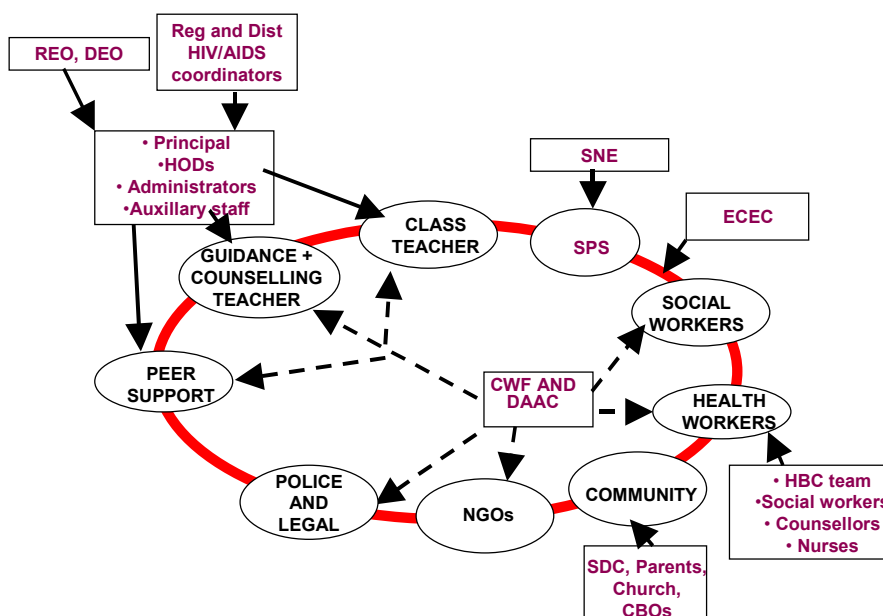 Reg and Dist
HIV/AIDS
coordinators
REO, DEO
• Principal
•HODs
• Administrators
•Auxillary staff
SNE
ECEC
CLASS
TEACHER
SPS
GUIDANCE +
COUNSELLING
TEACHER
SOCIAL
WORKERS
PEER
SUPPORT
CWF AND
DAAC
HEALTH
WORKERS
POLICE
AND
LEGAL
NGOs
COMMUNITY
• HBC team
•Social workers
• Counsellors
• Nurses
SDC, Parents,
Church,
CBOs